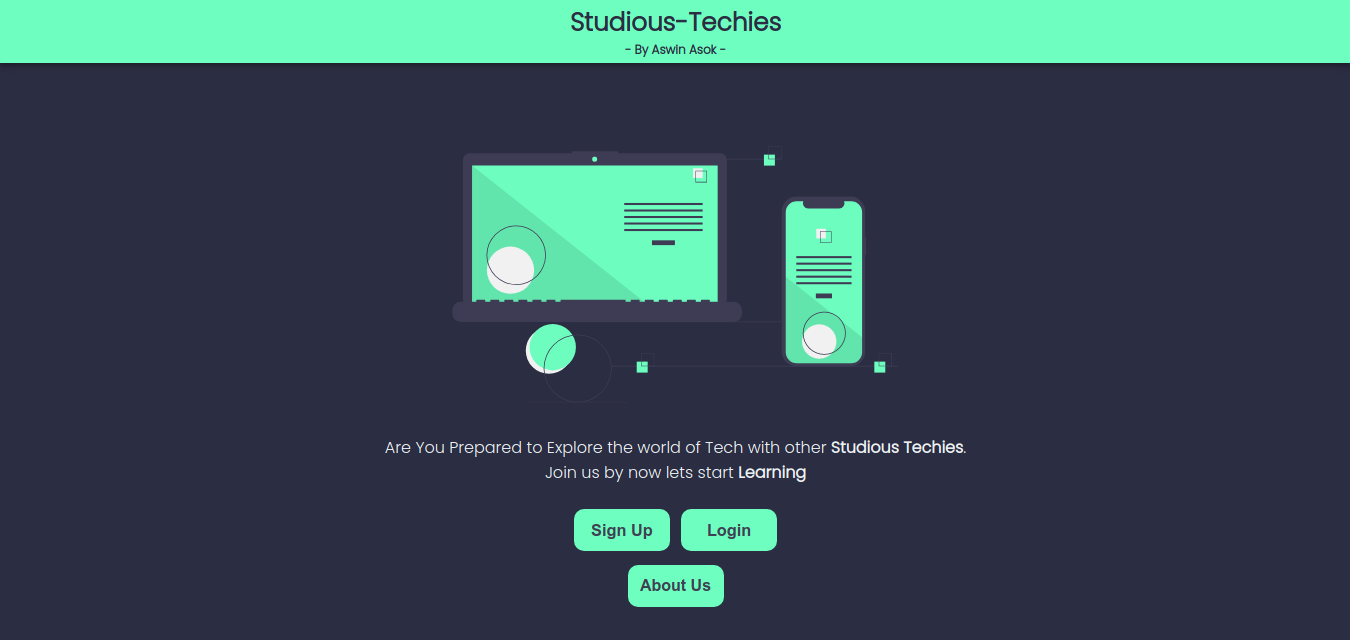 Studious-Techies
- By Aswin Asok -
Are You Prepared to Explore the world of Tech with other Studious Techies.
Join us by now lets start Learning
Sign Up Login
About Us